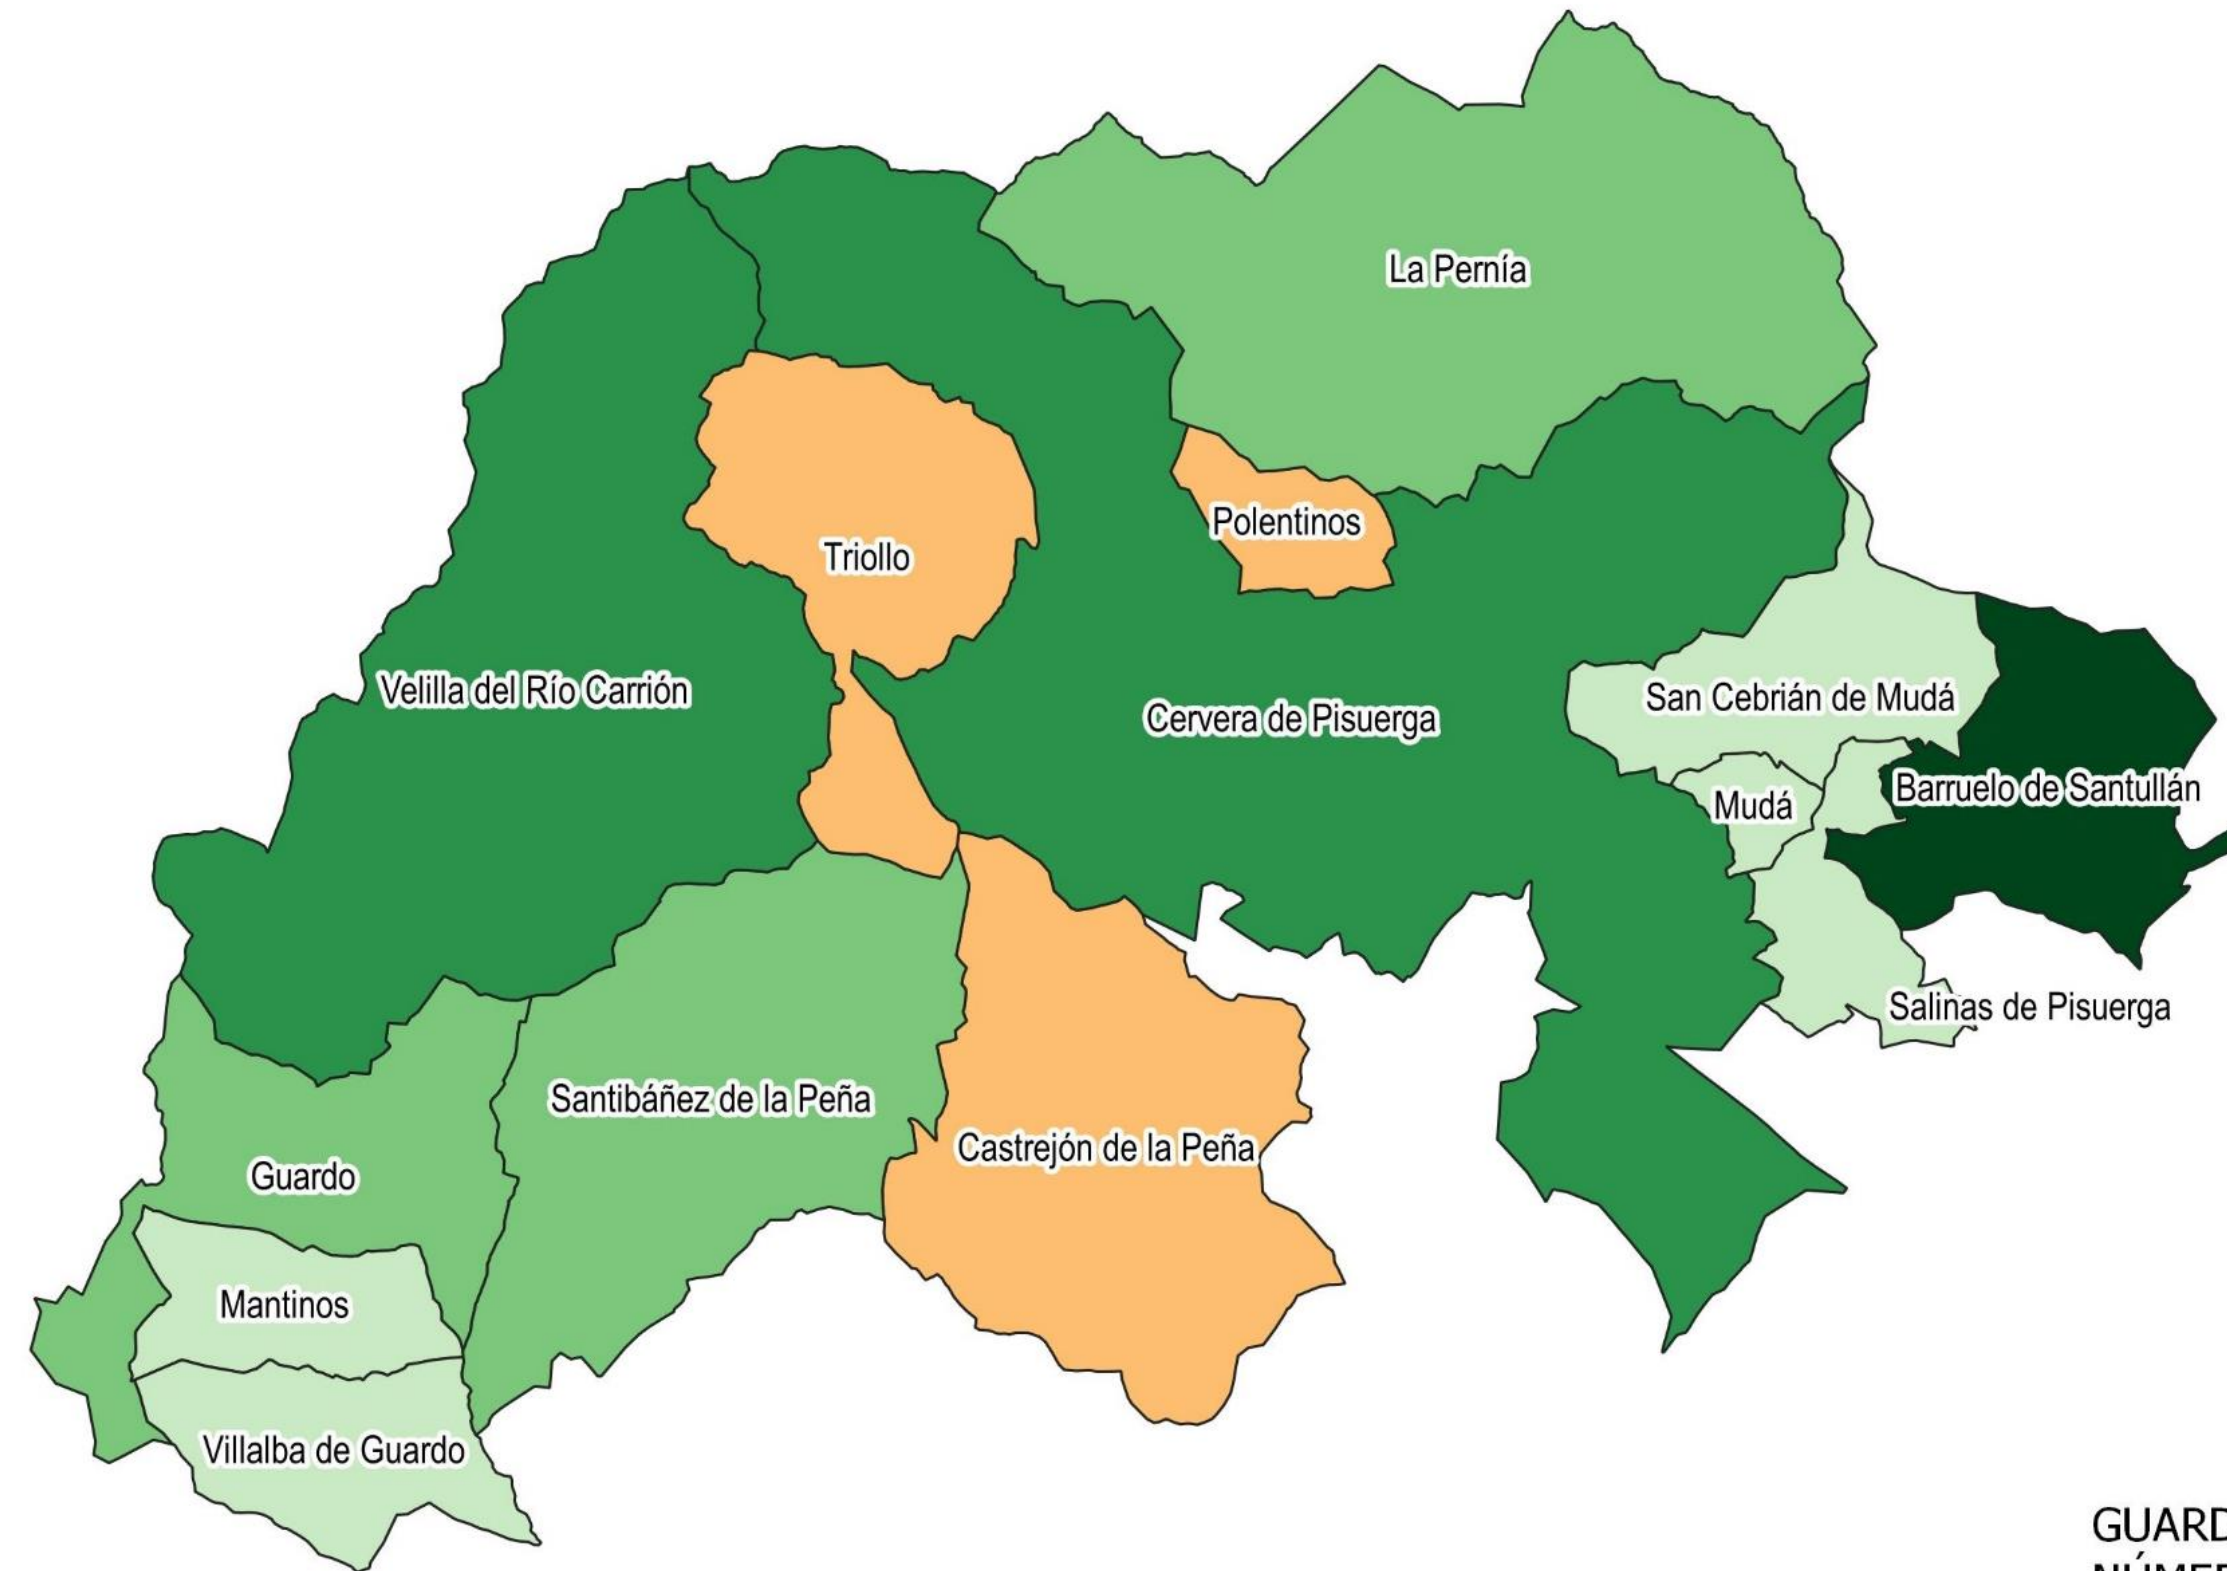 La Pernía
Polentinos
Triollo
Velilla del Río Carrión
Cervera de Pisuerga
San Cebrián de Mudá
Barruelo de Santullán
Mudá
Salinas de Pisuerga
Santibáñez de la Peña
Castrejón de la Peña
Guardo
Mantinos
Villalba de Guardo
GUARD